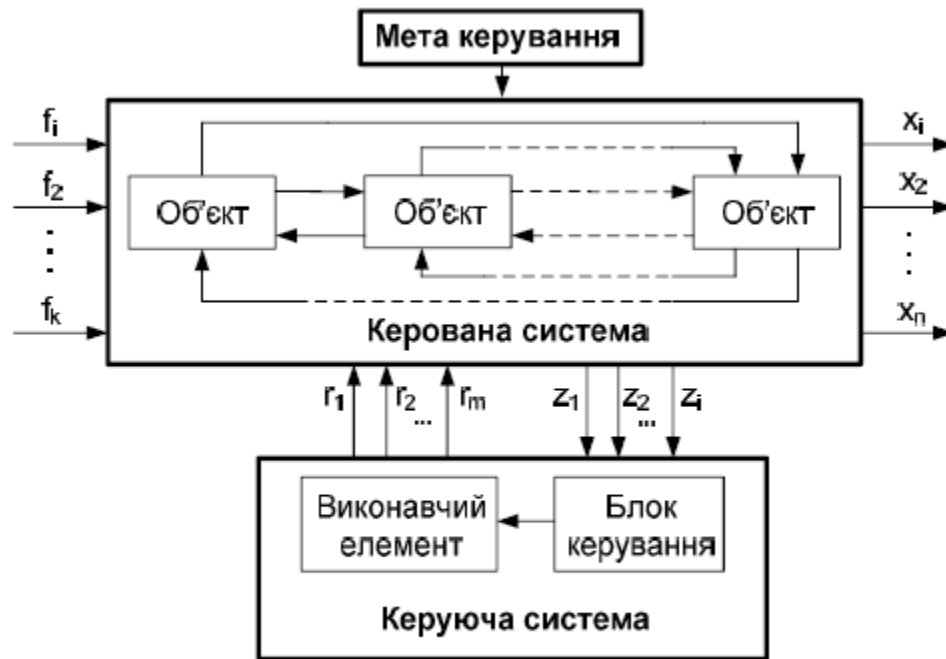 Мета керування
fi
xi
f2
x2
Об'єкт Об'єкт Об'єкт
⋮ ⋮
fk
xn
Керована система
r1 r2... rm z1 z2... zi
Виконавчий елемент
Блок керування
Керуюча система